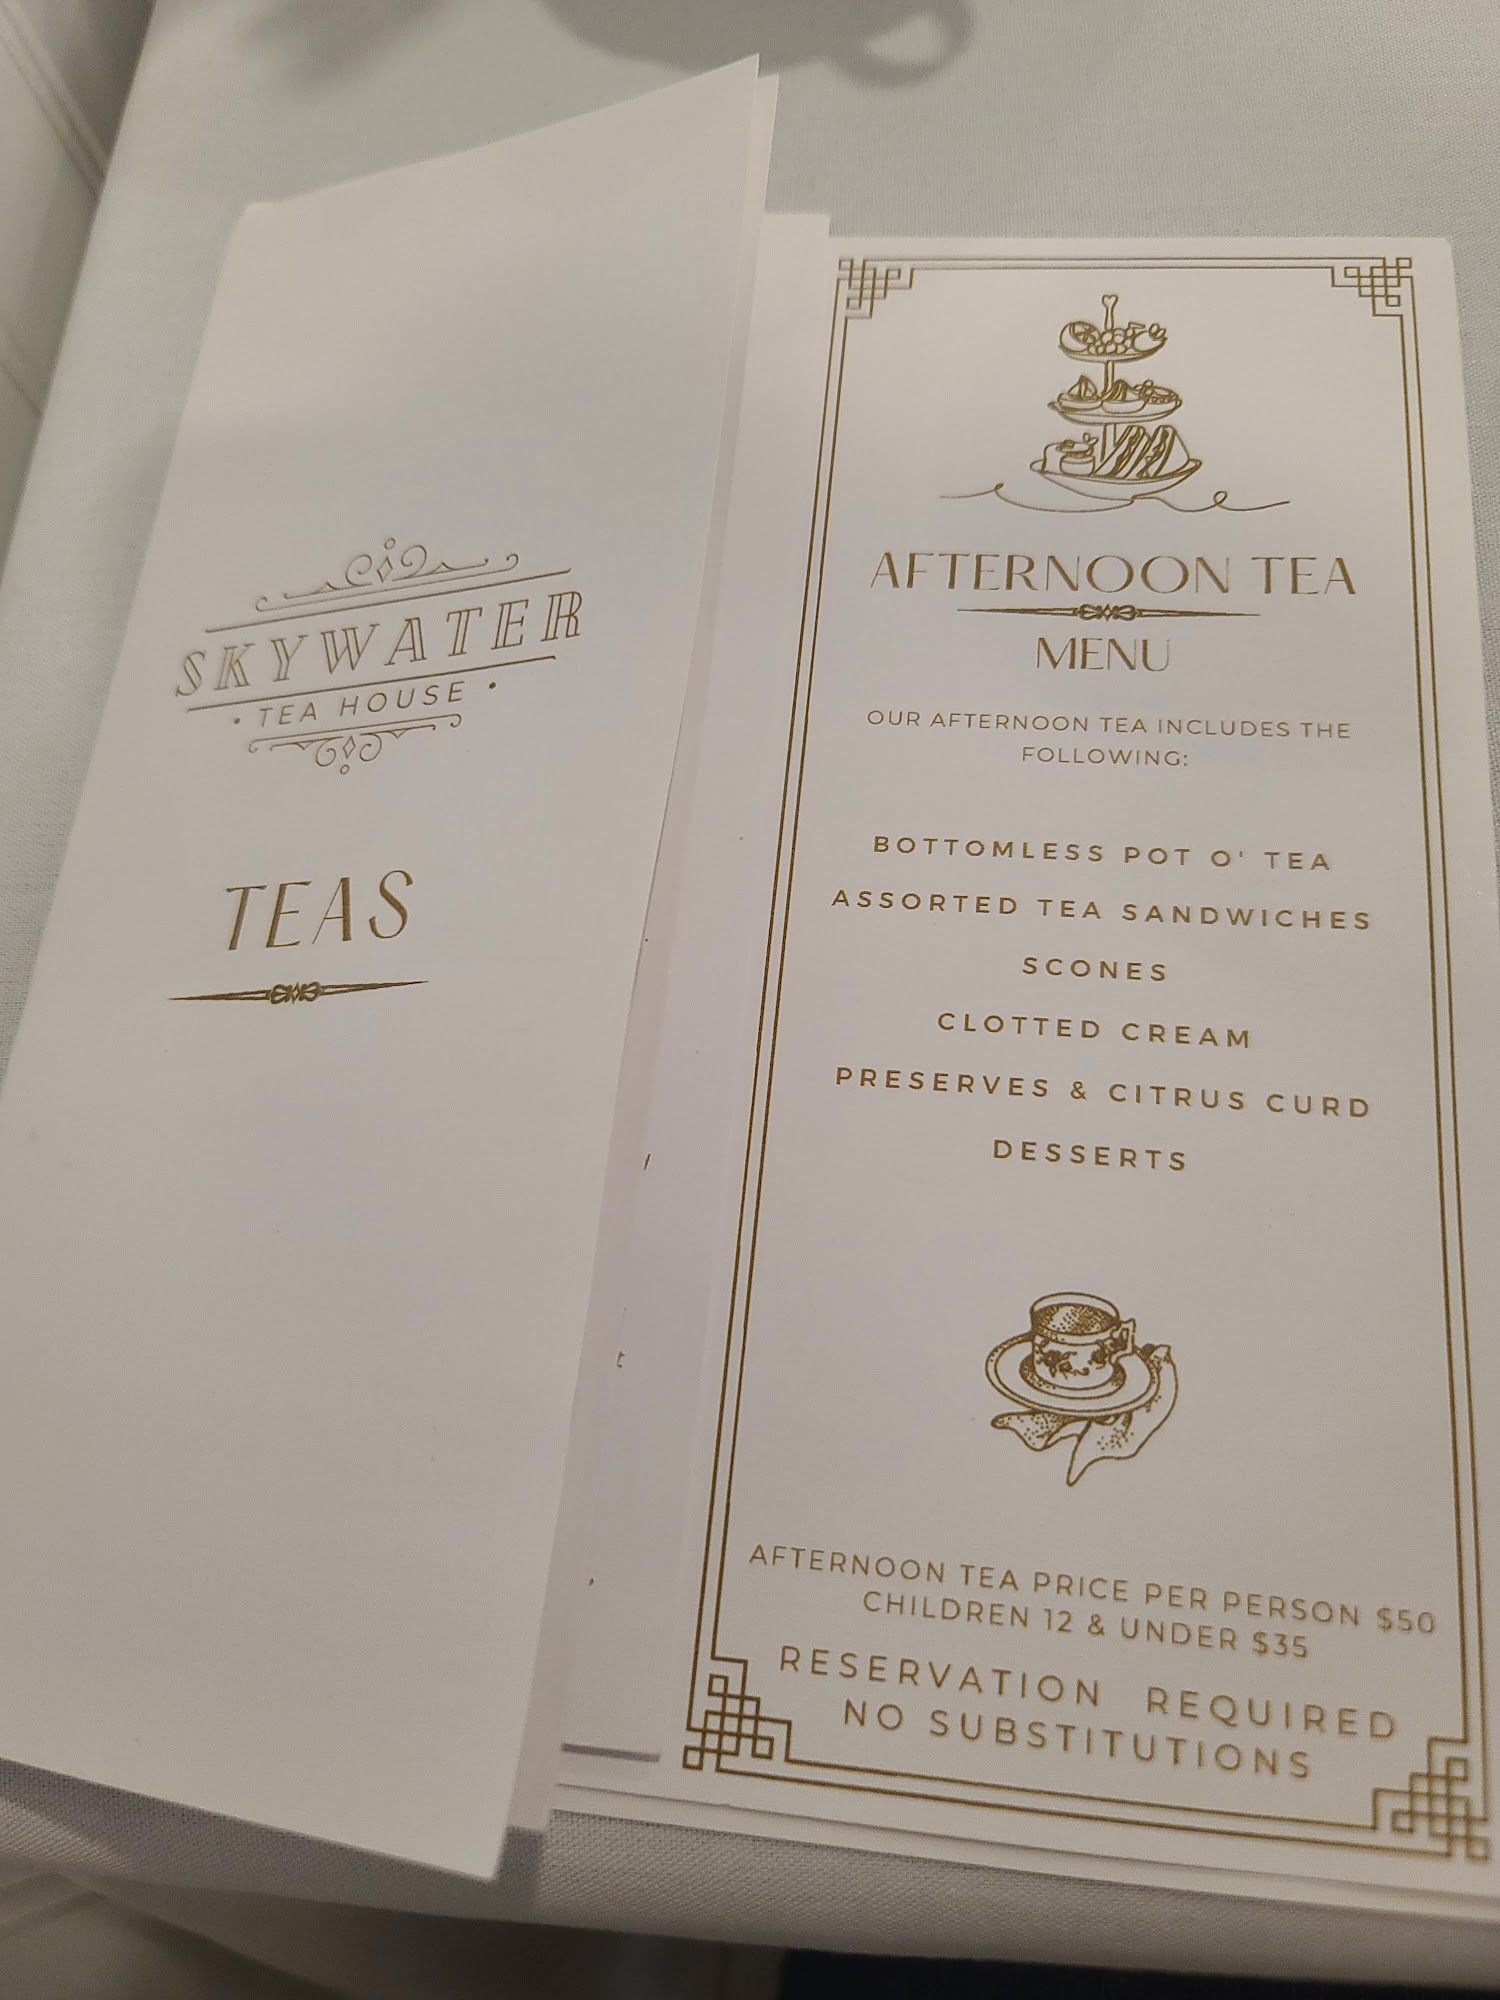 SKYWATER
• TEA HOUSE •
TEAS
AFTERNOON TEA
MENU
OUR AFTERNOON TEA INCLUDES THE
FOLLOWING:
BOTTOMLESS POT O' TEA
ASSORTED TEA SANDWICHES
SCONES
CLOTTED CREAM
PRESERVES & CITRUS CURD
DESSERTS
AFTERNOON TEA PRICE PER PERSON $50
CHILDREN 12 & UNDER $35
RESERVATION REQUIRED
NO SUBSTITUTIONS